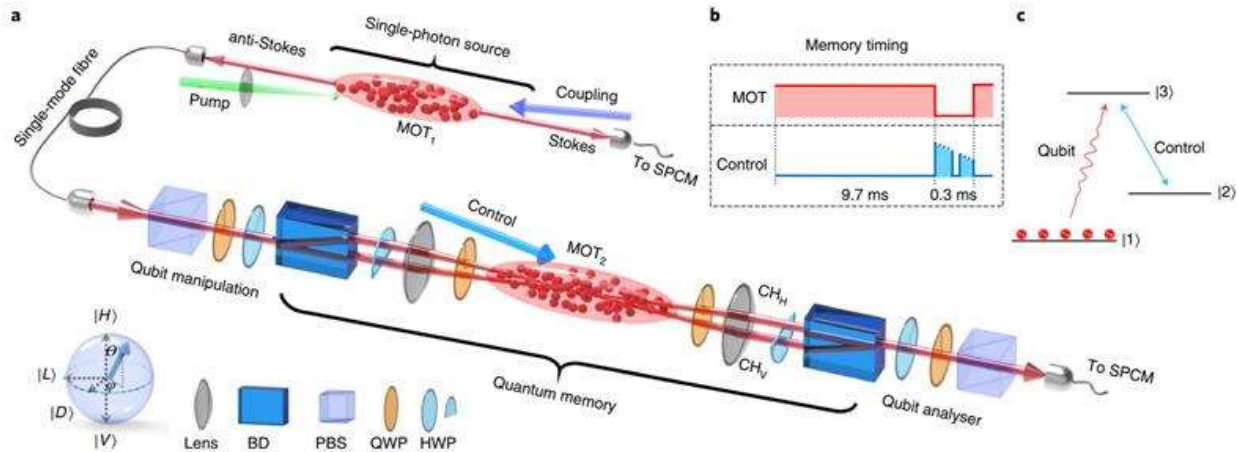 a
Single-photon source
anti-Stokes
Single-mode fibre
Pump
MOT₁
Coupling
Stokes
To SPCM
Control
MOT₂
Qubit manipulation
CH_H
CH_V
Quantum memory
Qubit analyser
To SPCM
|H⟩
θ
|L⟩
φ
|D⟩
|V⟩
Lens
BD
PBS
QWP
HWP
b
Memory timing
MOT
Control
9.7 ms
0.3 ms
c
|3⟩
Qubit
Control
|2⟩
|1⟩